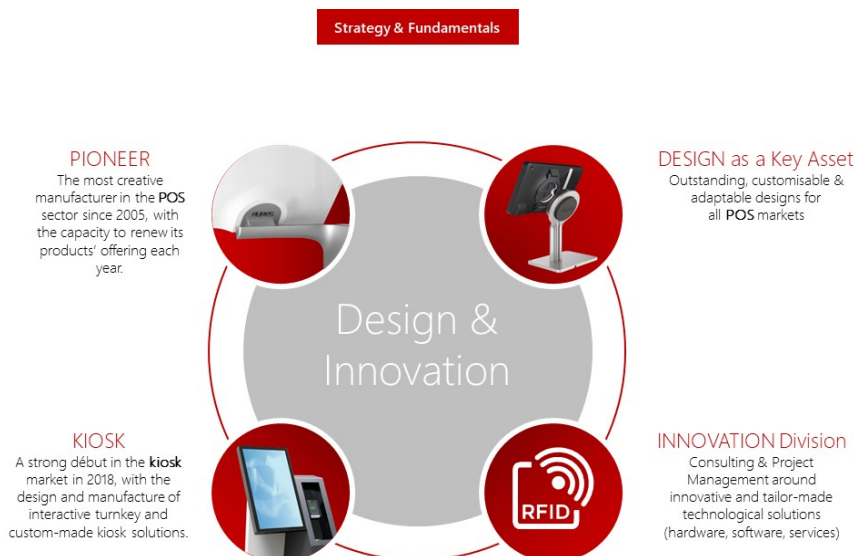 Strategy & Fundamentals
PIONEER
The most creative
manufacturer in the POS
sector since 2005, with
the capacity to renew its
products' offering each
year.
DESIGN as a Key Asset
Outstanding, customisable &
adaptable designs for
all POS markets
AURES
Design &
Innovation
KIOSK
A strong début in the kiosk
market in 2018, with the
design and manufacture of
interactive turnkey and
custom-made kiosk solutions.
RFID
INNOVATION Division
Consulting & Project
Management around
innovative and tailor-made
technological solutions
(hardware, software, services)